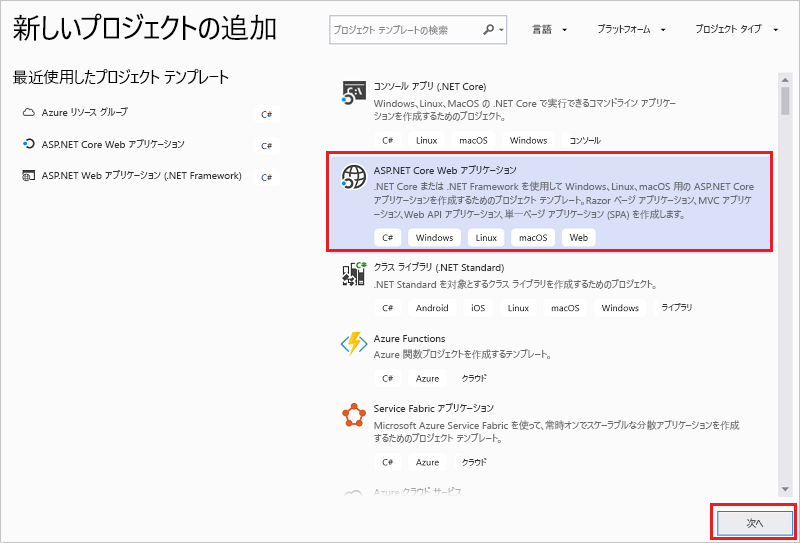 新しいプロジェクトの追加
プロジェクト テンプレートの検索
言語
プラットフォーム
プロジェクト タイプ
最近使用したプロジェクト テンプレート
Azure リソース グループ C#
ASP.NET Core Web アプリケーション C#
ASP.NET Web アプリケーション (.NET Framework) C#
コンソール アプリ (.NET Core)
Windows、Linux、MacOS の .NET Core で実行できるコマンドライン アプリケー
ションを作成するためのプロジェクト。
C# Linux macOS Windows コンソール
ASP.NET Core Web アプリケーション
.NET Core または .NET Framework を使用して Windows、Linux、macOS 用の ASP.NET Core
アプリケーションを作成するためのプロジェクト テンプレート。Razor ページ アプリケーション、MVC アプリケ
ーション、Web API アプリケーション、単一ページ アプリケーション (SPA) を作成します。
C# Windows Linux macOS Web
クラス ライブラリ (.NET Standard)
.NET Standard を対象とするクラス ライブラリを作成するためのプロジェクト。
C# Android iOS Linux macOS Windows ライブラリ
Azure Functions
Azure 関数プロジェクトを作成するテンプレート。
C# Azure クラウド
Service Fabric アプリケーション
Microsoft Azure Service Fabric を使って、常時オンでスケーラブルな分散アプリケーションを作成
するためのプロジェクト テンプレート。
C# Azure クラウド
Azure クラウド サービス
次へ